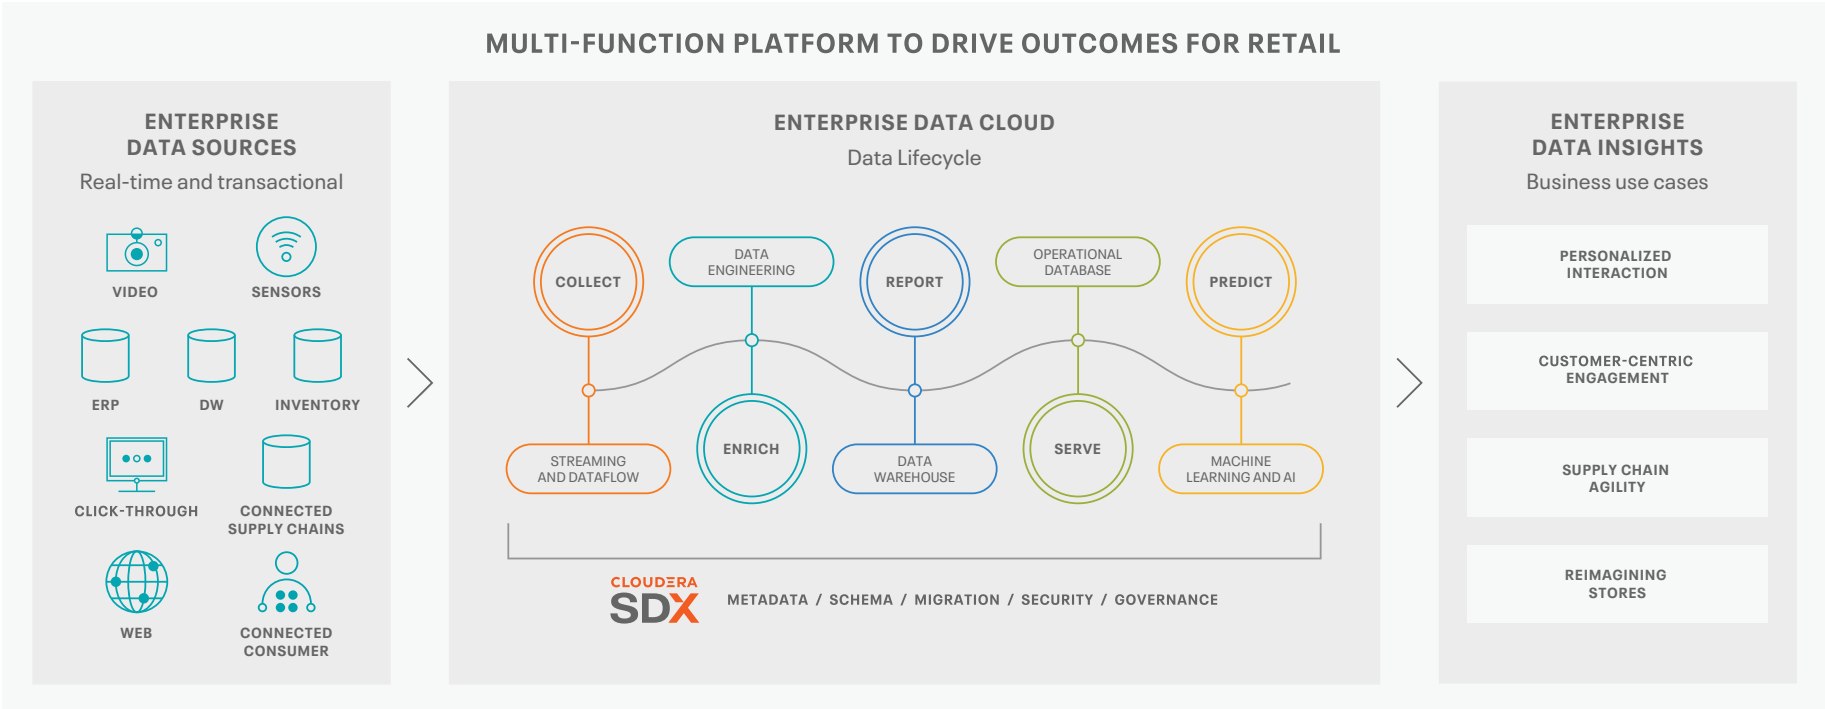 MULTI-FUNCTION PLATFORM TO DRIVE OUTCOMES FOR RETAIL
ENTERPRISE
DATA SOURCES
Real-time and transactional
VIDEO
SENSORS
ERP
DW
INVENTORY
CLICK-THROUGH
CONNECTED
SUPPLY CHAINS
WEB
CONNECTED
CONSUMER
ENTERPRISE DATA CLOUD
Data Lifecycle
COLLECT
STREAMING
AND DATAFLOW
DATA
ENGINEERING
ENRICH
REPORT
DATA
WAREHOUSE
OPERATIONAL
DATABASE
SERVE
PREDICT
MACHINE
LEARNING AND AI
CLOUDERA
SDX
METADATA / SCHEMA / MIGRATION / SECURITY / GOVERNANCE
ENTERPRISE
DATA INSIGHTS
Business use cases
PERSONALIZED
INTERACTION
CUSTOMER-CENTRIC
ENGAGEMENT
SUPPLY CHAIN
AGILITY
REIMAGINING
STORES